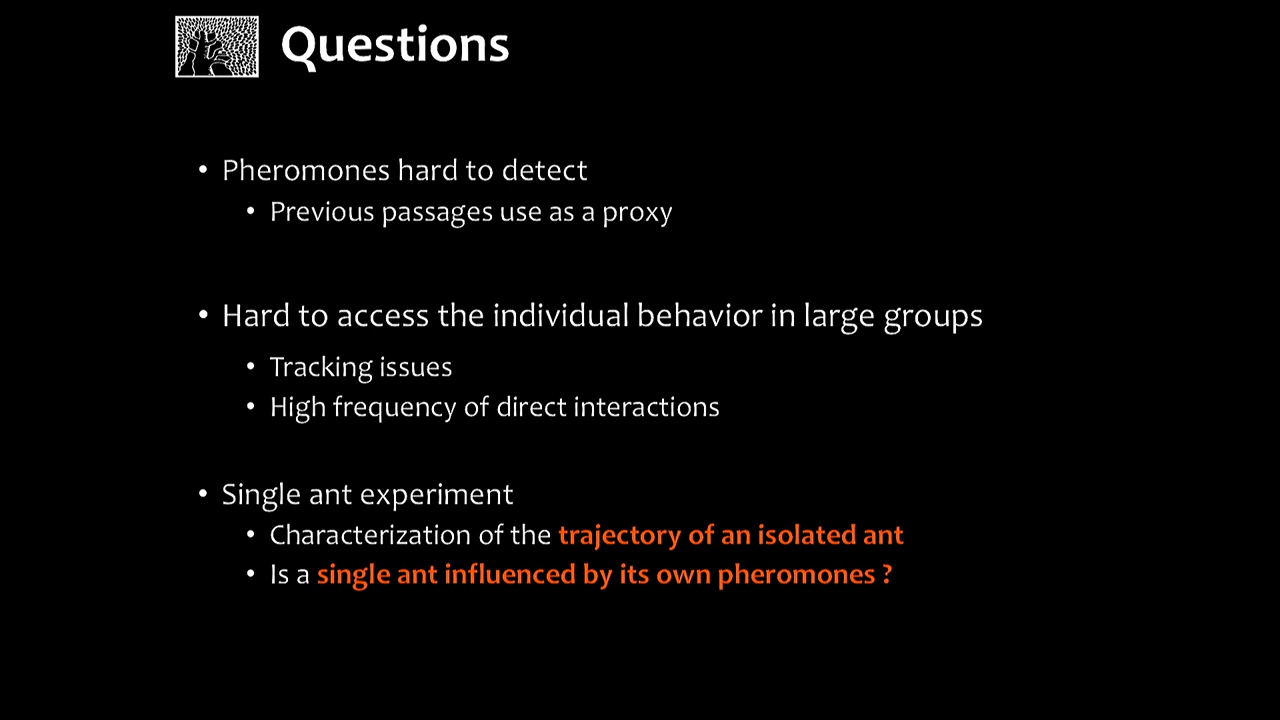 Questions
• Pheromones hard to detect
• Previous passages use as a proxy
• Hard to access the individual behavior in large groups
• Tracking issues
• High frequency of direct interactions
• Single ant experiment
• Characterization of the trajectory of an isolated ant
• Is a single ant influenced by its own pheromones ?